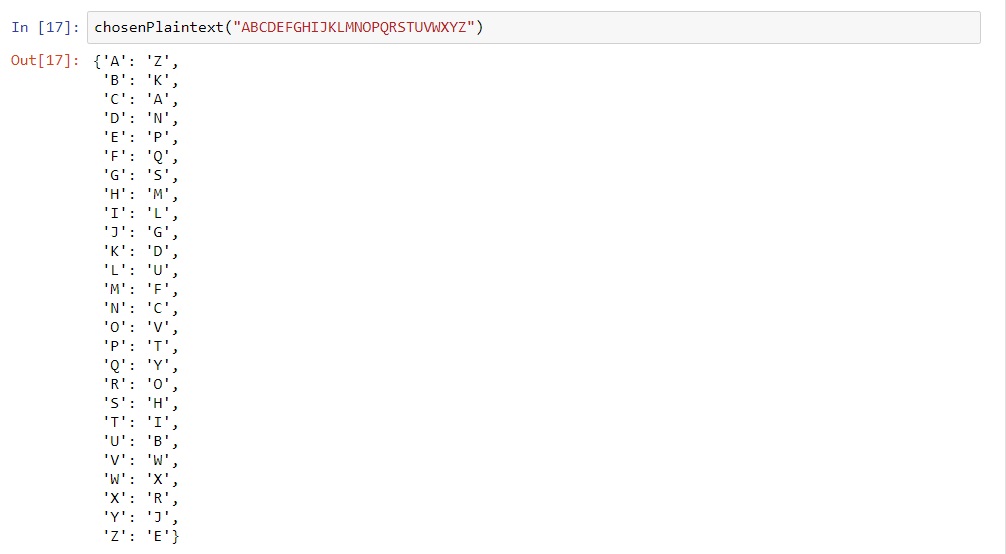 In [17]: chosenPlaintext("ABCDEFGHIJKLMNOPQRSTUVWXYZ")
Out[17]: {'A': 'Z',
'B': 'K',
'C': 'A',
'D': 'N',
'E': 'P',
'F': 'Q',
'G': 'S',
'H': 'M',
'I': 'L',
'J': 'G',
'K': 'D',
'L': 'U',
'M': 'F',
'N': 'C',
'O': 'V',
'P': 'T',
'Q': 'Y',
'R': 'O',
'S': 'H',
'T': 'I',
'U': 'B',
'V': 'W',
'W': 'X',
'X': 'R',
'Y': 'J',
'Z': 'E'}